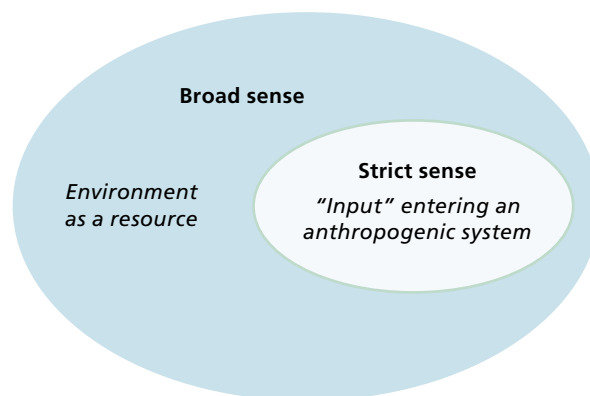 Broad sense
Environment
as a resource
Strict sense
“Input” entering an
anthropogenic system